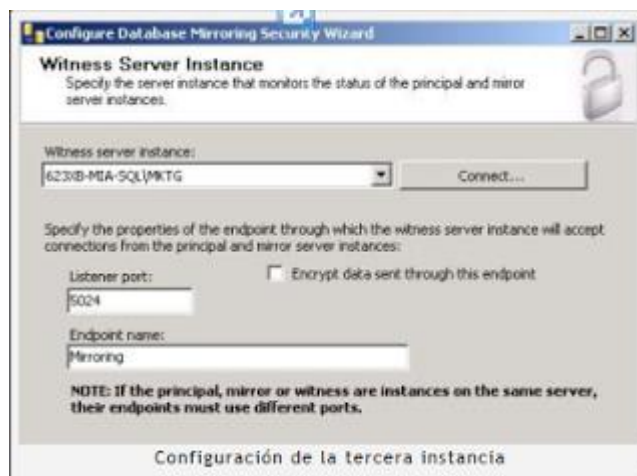 Configure Database Mirroring Security Wizard
Witness Server Instance
Specify the server instance that monitors the status of the principal and mirror
server instances.
Witness server instance:
623XB-MIA-SQL\MKTG
Connect...
Specify the properties of the endpoint through which the witness server instance will accept
connections from the principal and mirror server instances:
Listener port:
Encrypt data sent through this endpoint
5024
Endpoint name:
Mirroring
NOTE: If the principal, mirror or witness are instances on the same server,
their endpoints must use different ports.
Configuración de la tercera instancia